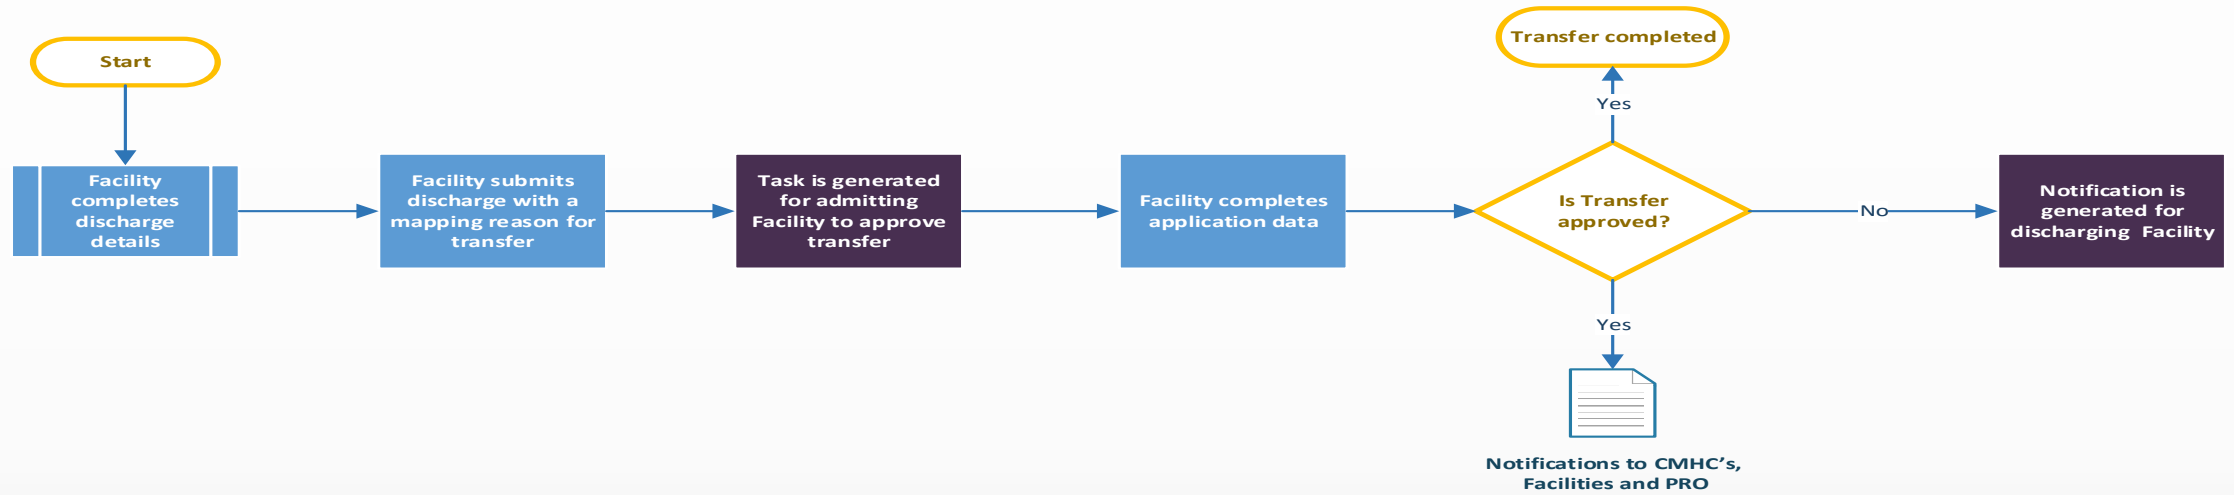 Start
Facility
completes
discharge
details
Facility submits
discharge with a
mapping reason for
transfer
Task is generated
for admitting
Facility to approve
transfer
Facility completes
application data
Is Transfer
approved?
Yes
Transfer completed
No
Notification is
generated for
discharging Facility
Yes
Notifications to CMHC’s,
Facilities and PRO